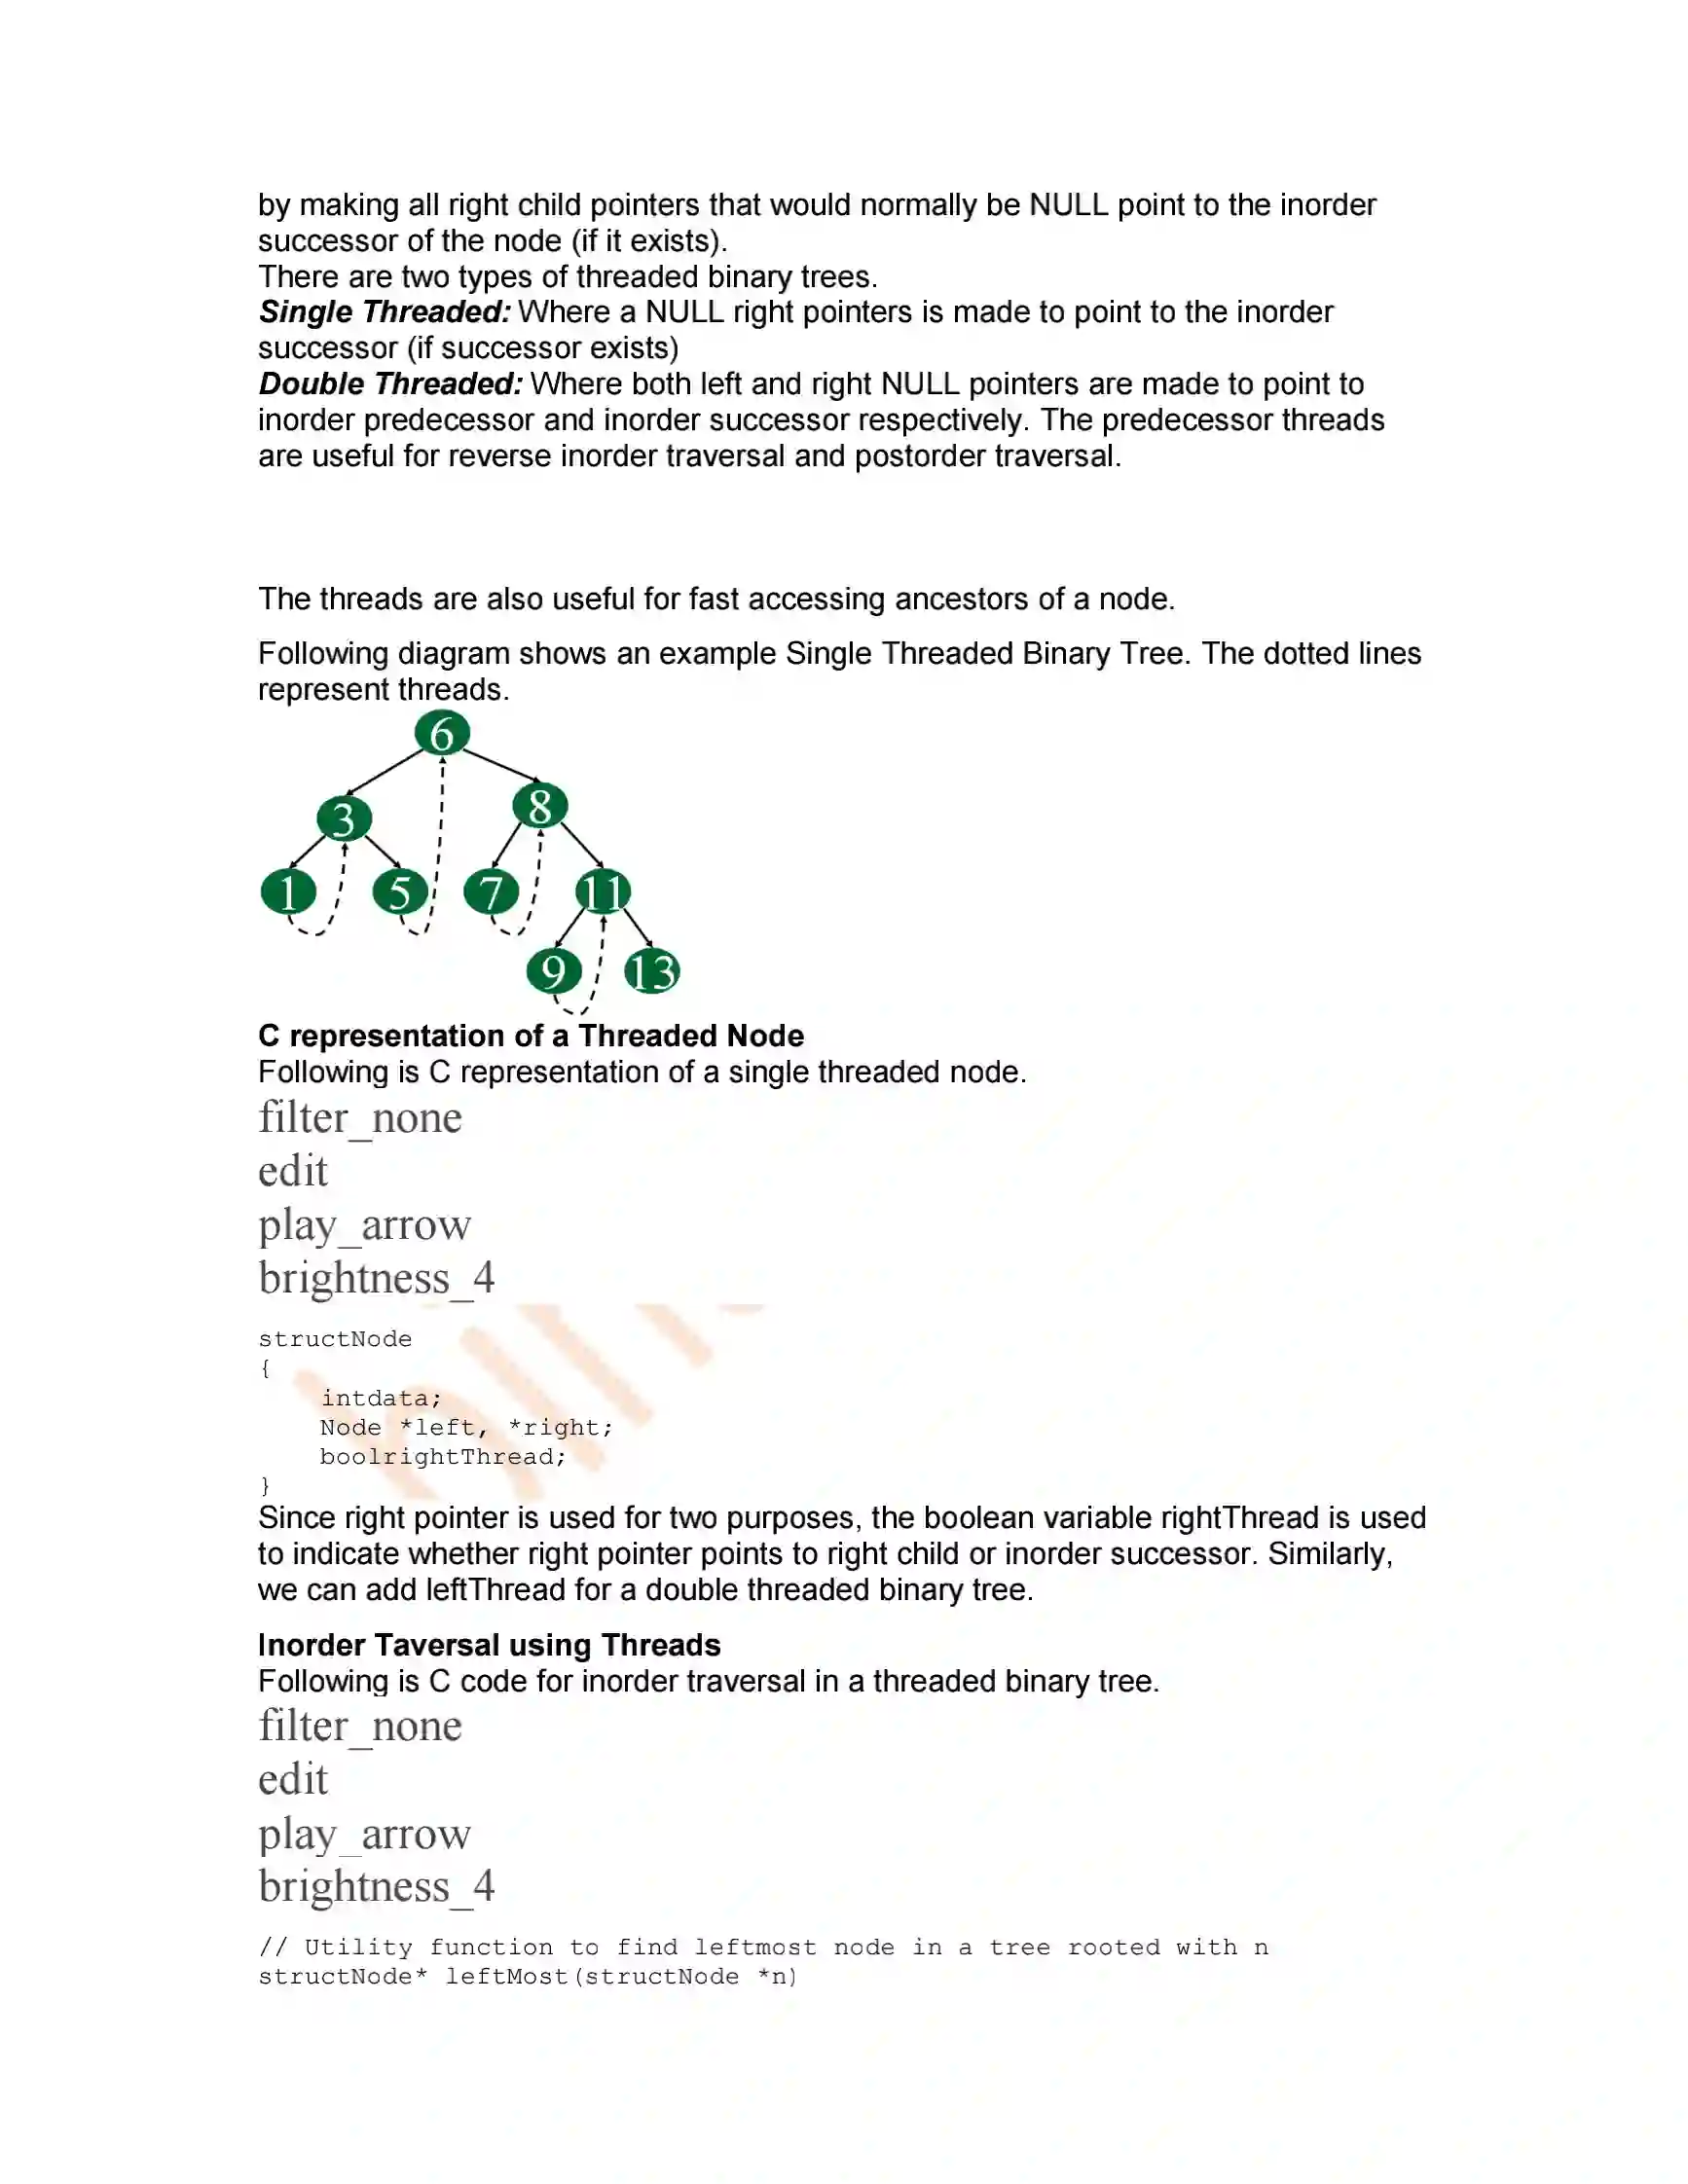 by making all right child pointers that would normally be NULL point to the inorder
successor of the node (if it exists).
There are two types of threaded binary trees.
Single Threaded: Where a NULL right pointers is made to point to the inorder
successor (if successor exists)
Double Threaded: Where both left and right NULL pointers are made to point to
inorder predecessor and inorder successor respectively. The predecessor threads
are useful for reverse inorder traversal and postorder traversal.
The threads are also useful for fast accessing ancestors of a node.
Following diagram shows an example Single Threaded Binary Tree. The dotted lines
represent threads.
6
3 8
1 5 7 11
9 13
C representation of a Threaded Node
Following is C representation of a single threaded node.
filter_none
edit
play_arrow
brightness_4
structNode
{
    intdata;
    Node *left, *right;
    boolrightThread;
}
Since right pointer is used for two purposes, the boolean variable rightThread is used
to indicate whether right pointer points to right child or inorder successor. Similarly,
we can add leftThread for a double threaded binary tree.
Inorder Taversal using Threads
Following is C code for inorder traversal in a threaded binary tree.
filter_none
edit
play_arrow
brightness_4
// Utility function to find leftmost node in a tree rooted with n
structNode* leftMost(structNode *n)